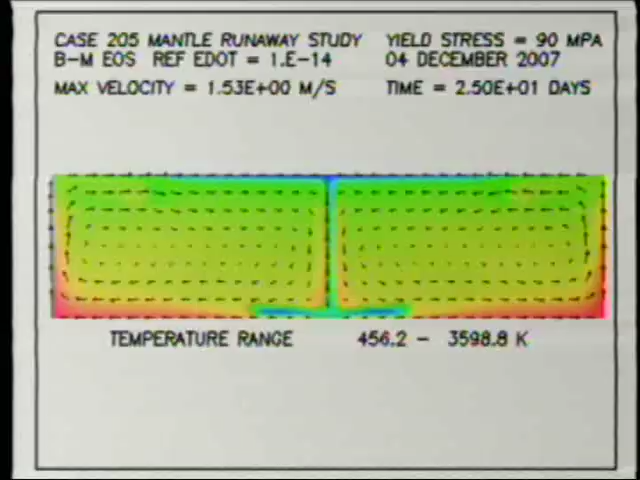 CASE 205 MANTLE RUNAWAY STUDY YIELD STRESS = 90 MPA
B-M EOS REF EDOT = 1.E-14 04 DECEMBER 2007
MAX VELOCITY = 1.53E+00 M/S TIME = 2.50E+01 DAYS
TEMPERATURE RANGE 456.2 - 3598.8 K